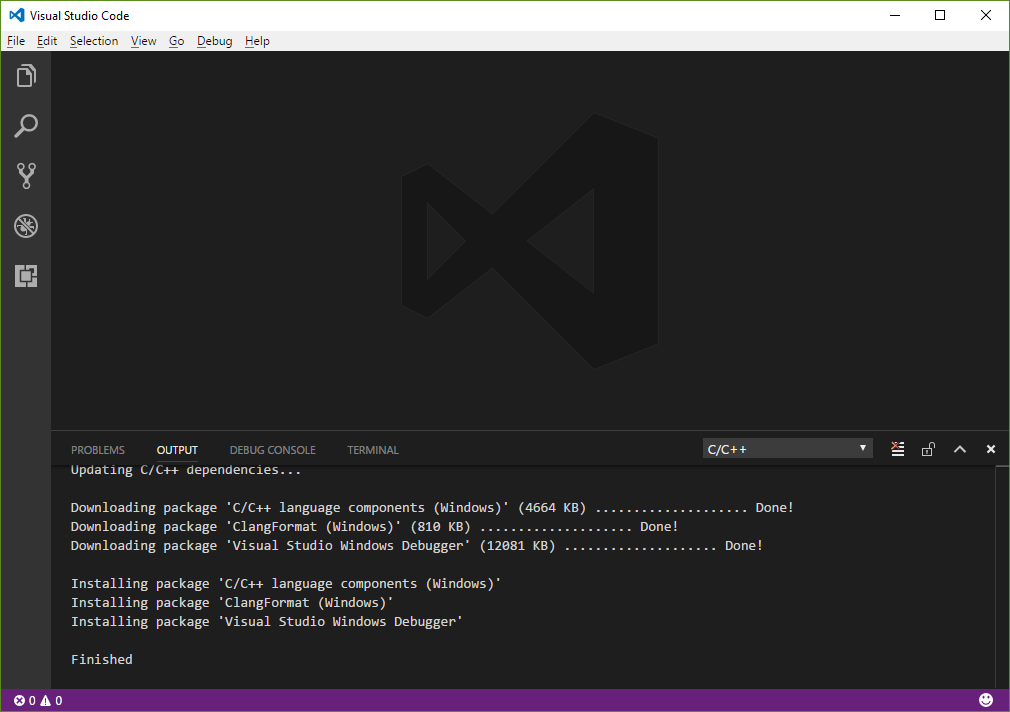 Visual Studio Code
File Edit Selection View Go Debug Help
PROBLEMS OUTPUT DEBUG CONSOLE TERMINAL C/C++
Updating C/C++ dependencies...
Downloading package 'C/C++ language components (Windows)' (4664 KB) .................... Done!
Downloading package 'ClangFormat (Windows)' (810 KB) .................... Done!
Downloading package 'Visual Studio Windows Debugger' (12081 KB) .................... Done!
Installing package 'C/C++ language components (Windows)'
Installing package 'ClangFormat (Windows)'
Installing package 'Visual Studio Windows Debugger'
Finished
0 0